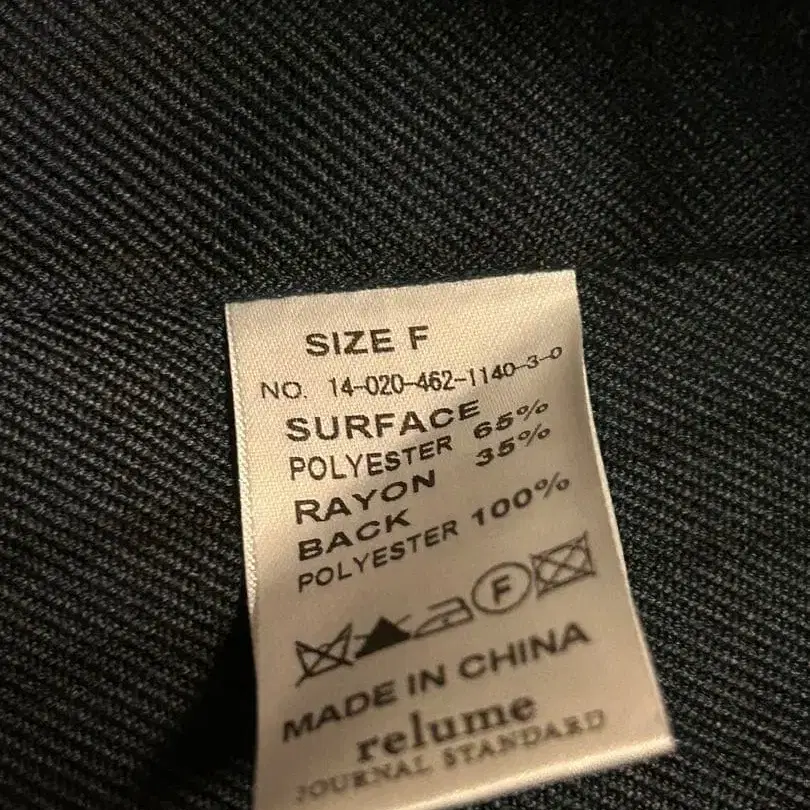 SIZE F
NO. 14-020-462-1140-3-0
SURFACE
POLYESTER 65%
RAYON 35%
BACK
POLYESTER 100%
F
MADE IN CHINA
relume
JOURNAL STANDARD